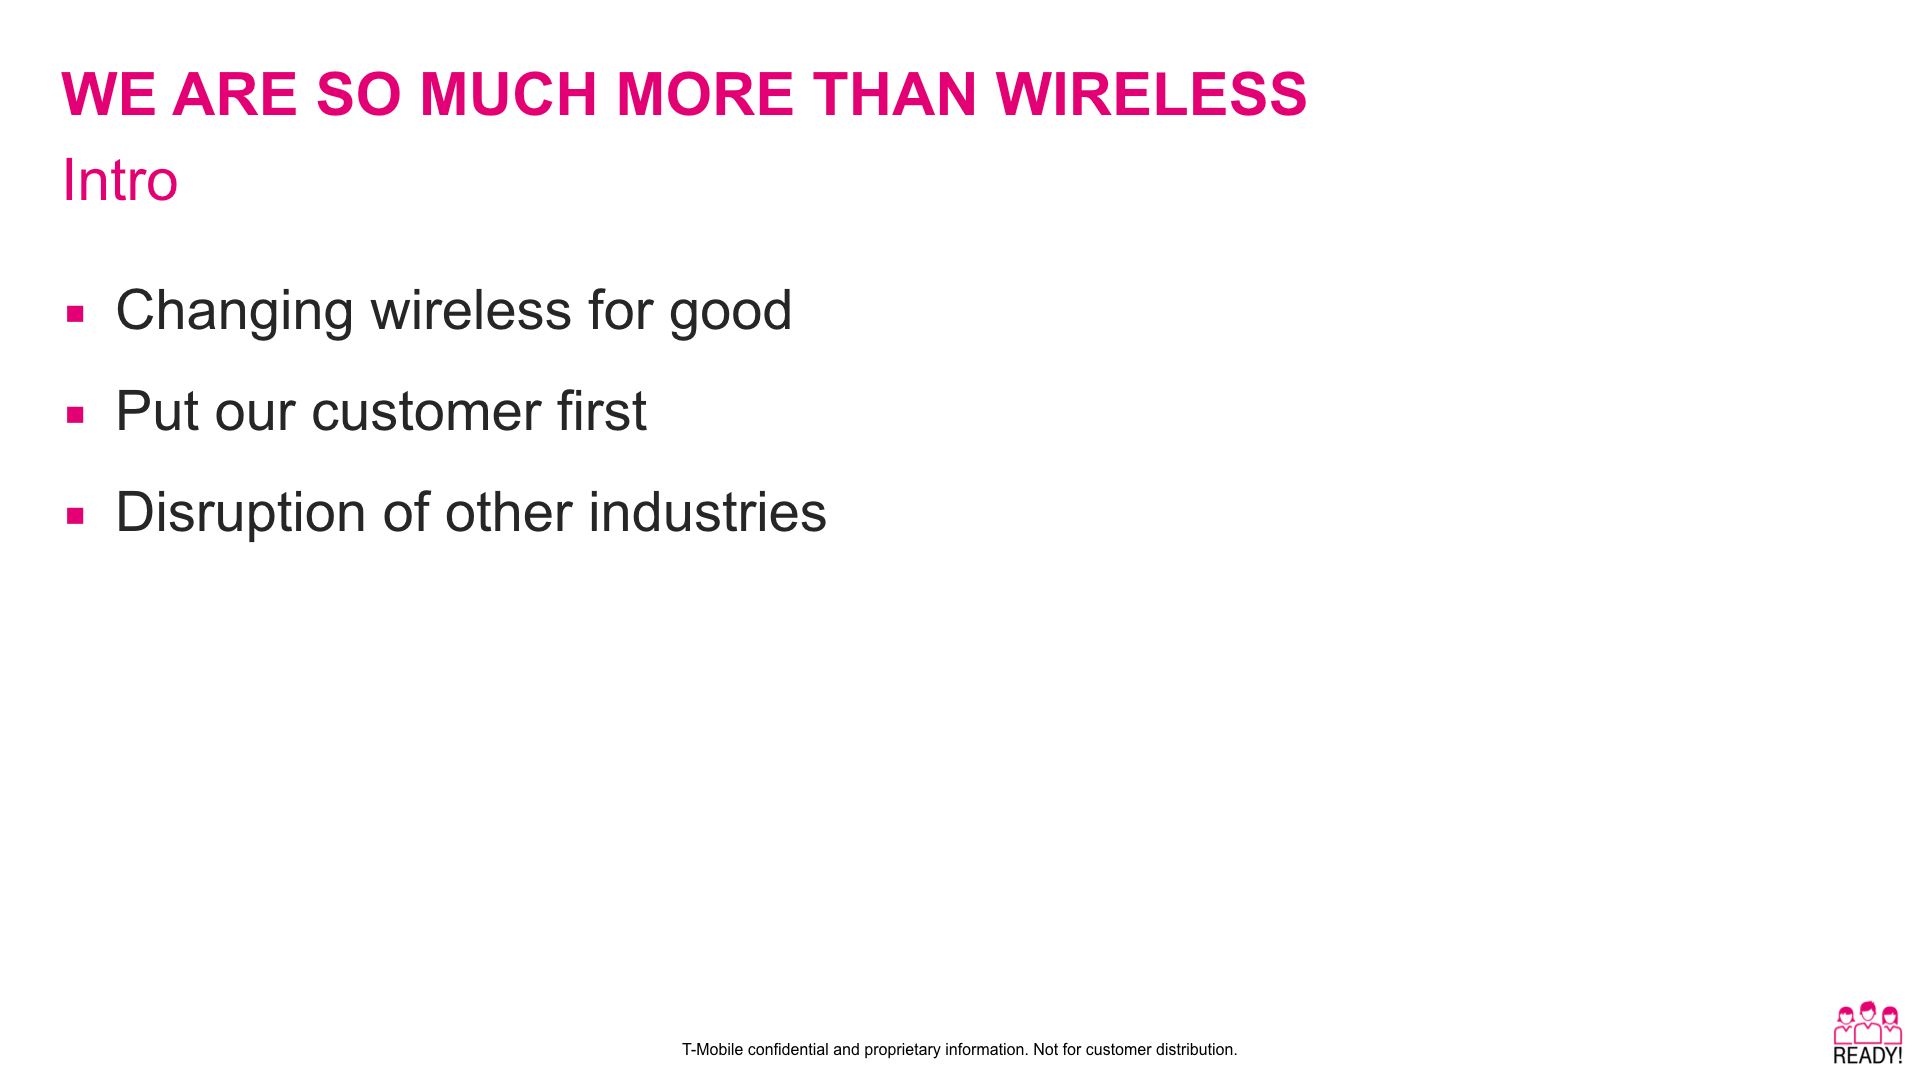 WE ARE SO MUCH MORE THAN WIRELESS
Intro
▪ Changing wireless for good
▪ Put our customer first
▪ Disruption of other industries
T-Mobile confidential and proprietary information. Not for customer distribution.
READY!